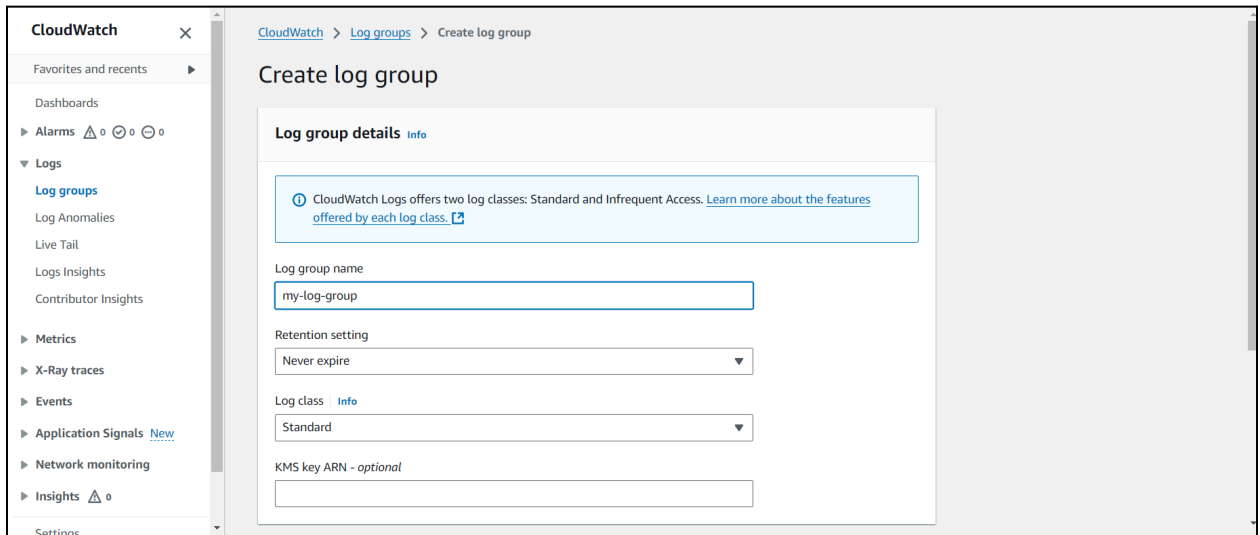 CloudWatch
Favorites and recents
Dashboards
Alarms 0 0 0
Logs
Log groups
Log Anomalies
Live Tail
Logs Insights
Contributor Insights
Metrics
X-Ray traces
Events
Application Signals New
Network monitoring
Insights 0
Settings
CloudWatch > Log groups > Create log group
Create log group
Log group details Info
CloudWatch Logs offers two log classes: Standard and Infrequent Access. Learn more about the features
offered by each log class.
Log group name
my-log-group
Retention setting
Never expire
Log class Info
Standard
KMS key ARN - optional